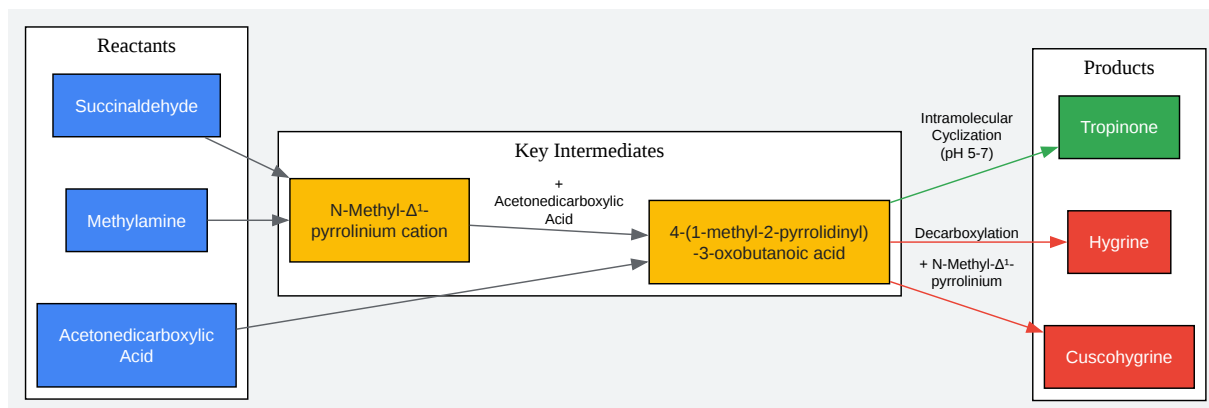 Reactants
Succinaldehyde
Methylamine
Acetonedicarboxylic
Acid
Key Intermediates
N-Methyl-Δ¹-
pyrrolinium cation
+
Acetonedicarboxylic
Acid
4-(1-methyl-2-pyrrolidinyl)
-3-oxobutanoic acid
Intramolecular
Cyclization
(pH 5-7)
Decarboxylation
+ N-Methyl-Δ¹-
pyrrolinium
Products
Tropinone
Hygrine
Cuscohygrine